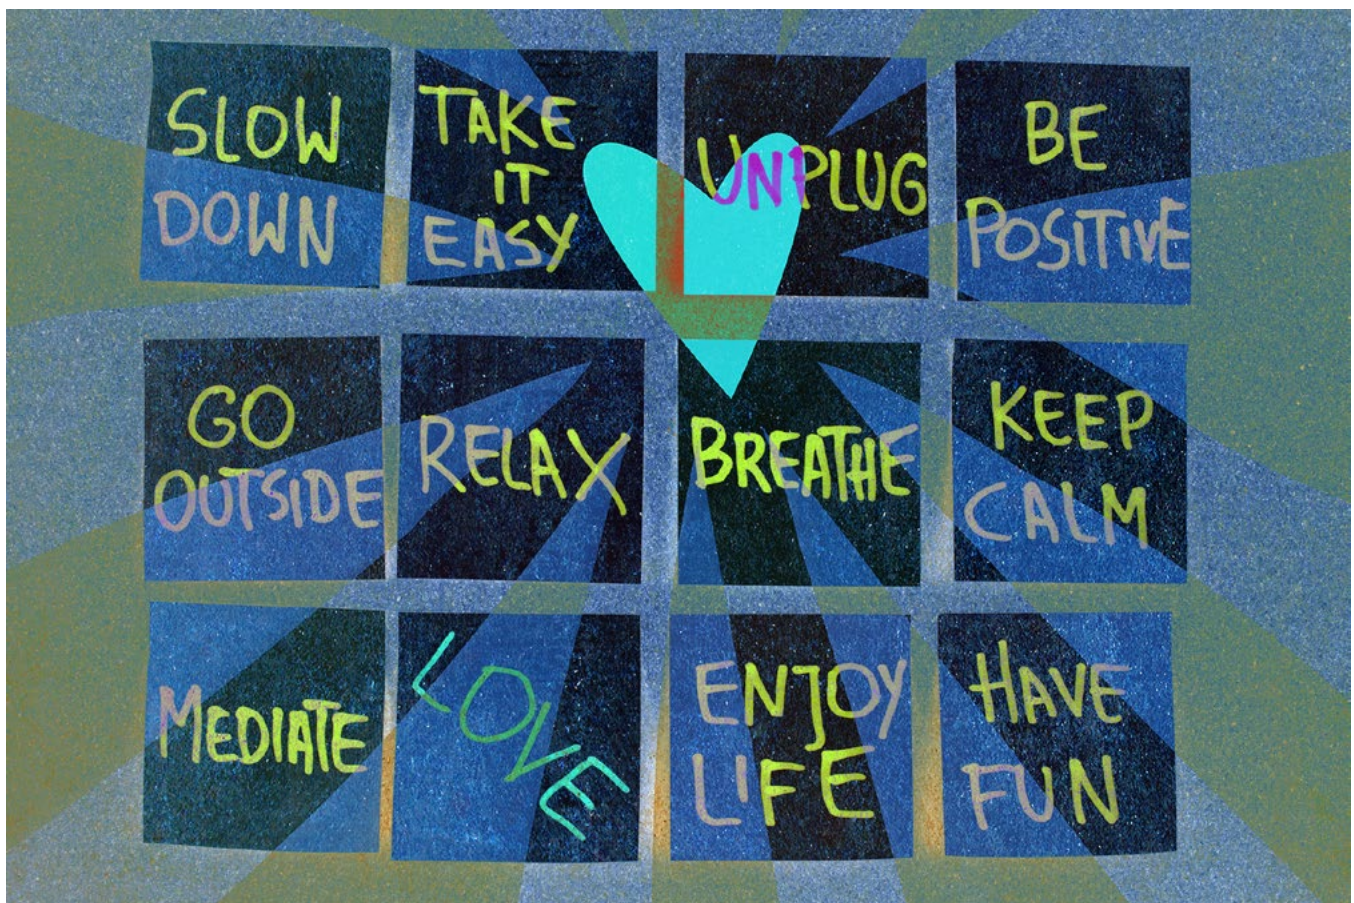 SLOW
DOWN
TAKE
IT
EASY
UNPLUG
BE
POSITIVE
GO
OUTSIDE
RELAX
BREATHE
KEEP
CALM
MEDIATE
LOVE
ENJOY
LIFE
HAVE
FUN